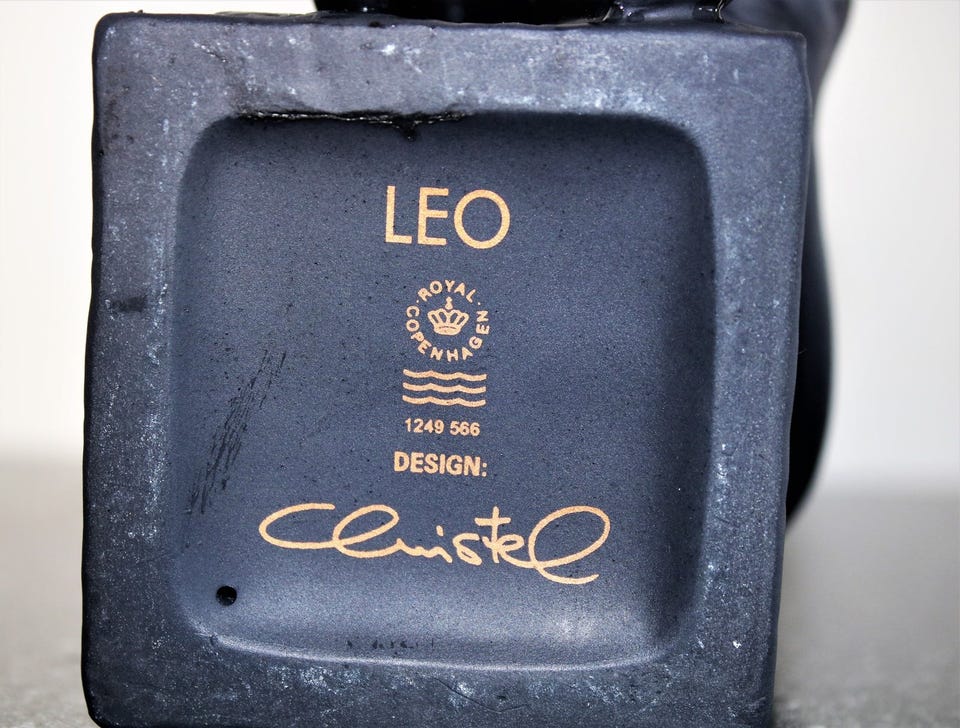 LEO
ROYAL COPENHAGEN
1249 566
DESIGN:
Christel